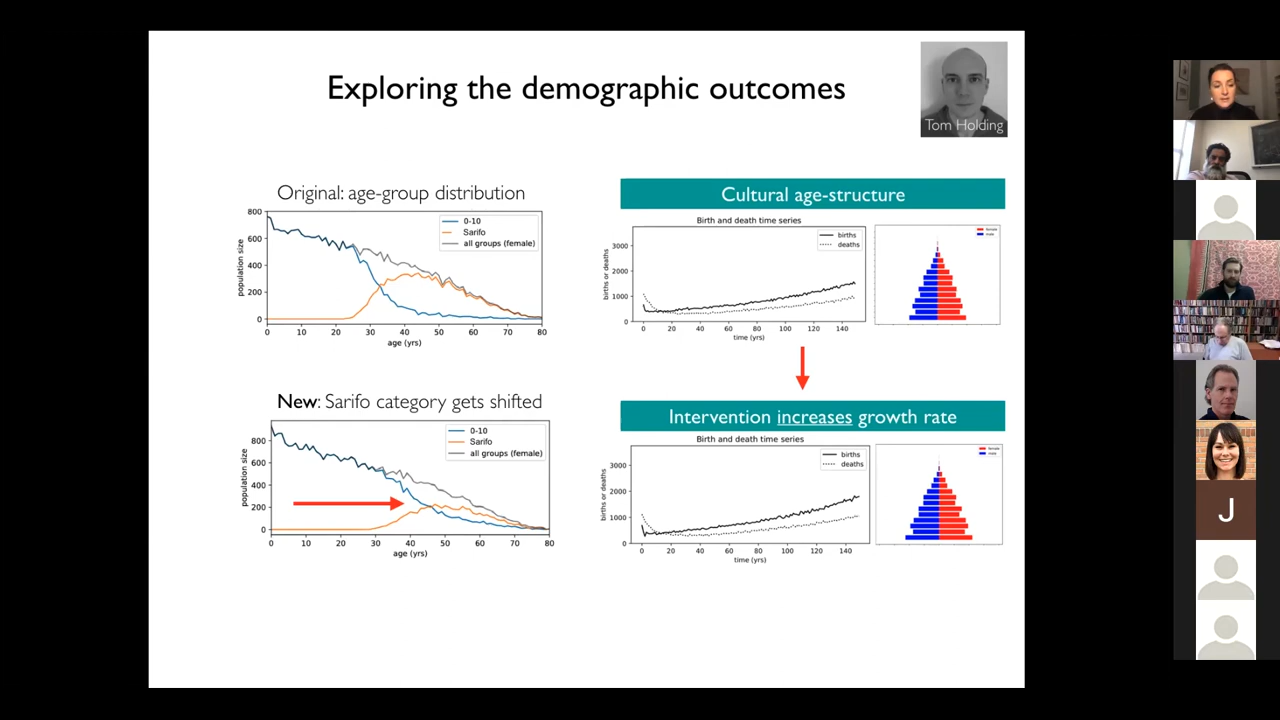 Exploring the demographic outcomes
Tom Holding
Original: age-group distribution
800
600
400
200
0
population size
0-10
Sarifo
all groups (female)
0 10 20 30 40 50 60 70 80
age (yrs)
New: Sarifo category gets shifted
800
600
400
200
0
population size
0-10
Sarifo
all groups (female)
0 10 20 30 40 50 60 70 80
age (yrs)
Cultural age-structure
Birth and death time series
3000
2000
1000
0
births or deaths
births
deaths
0 20 40 60 80 100 120 140
time (yrs)
female
male
Intervention increases growth rate
Birth and death time series
3000
2000
1000
0
births or deaths
births
deaths
0 20 40 60 80 100 120 140
time (yrs)
female
male
J